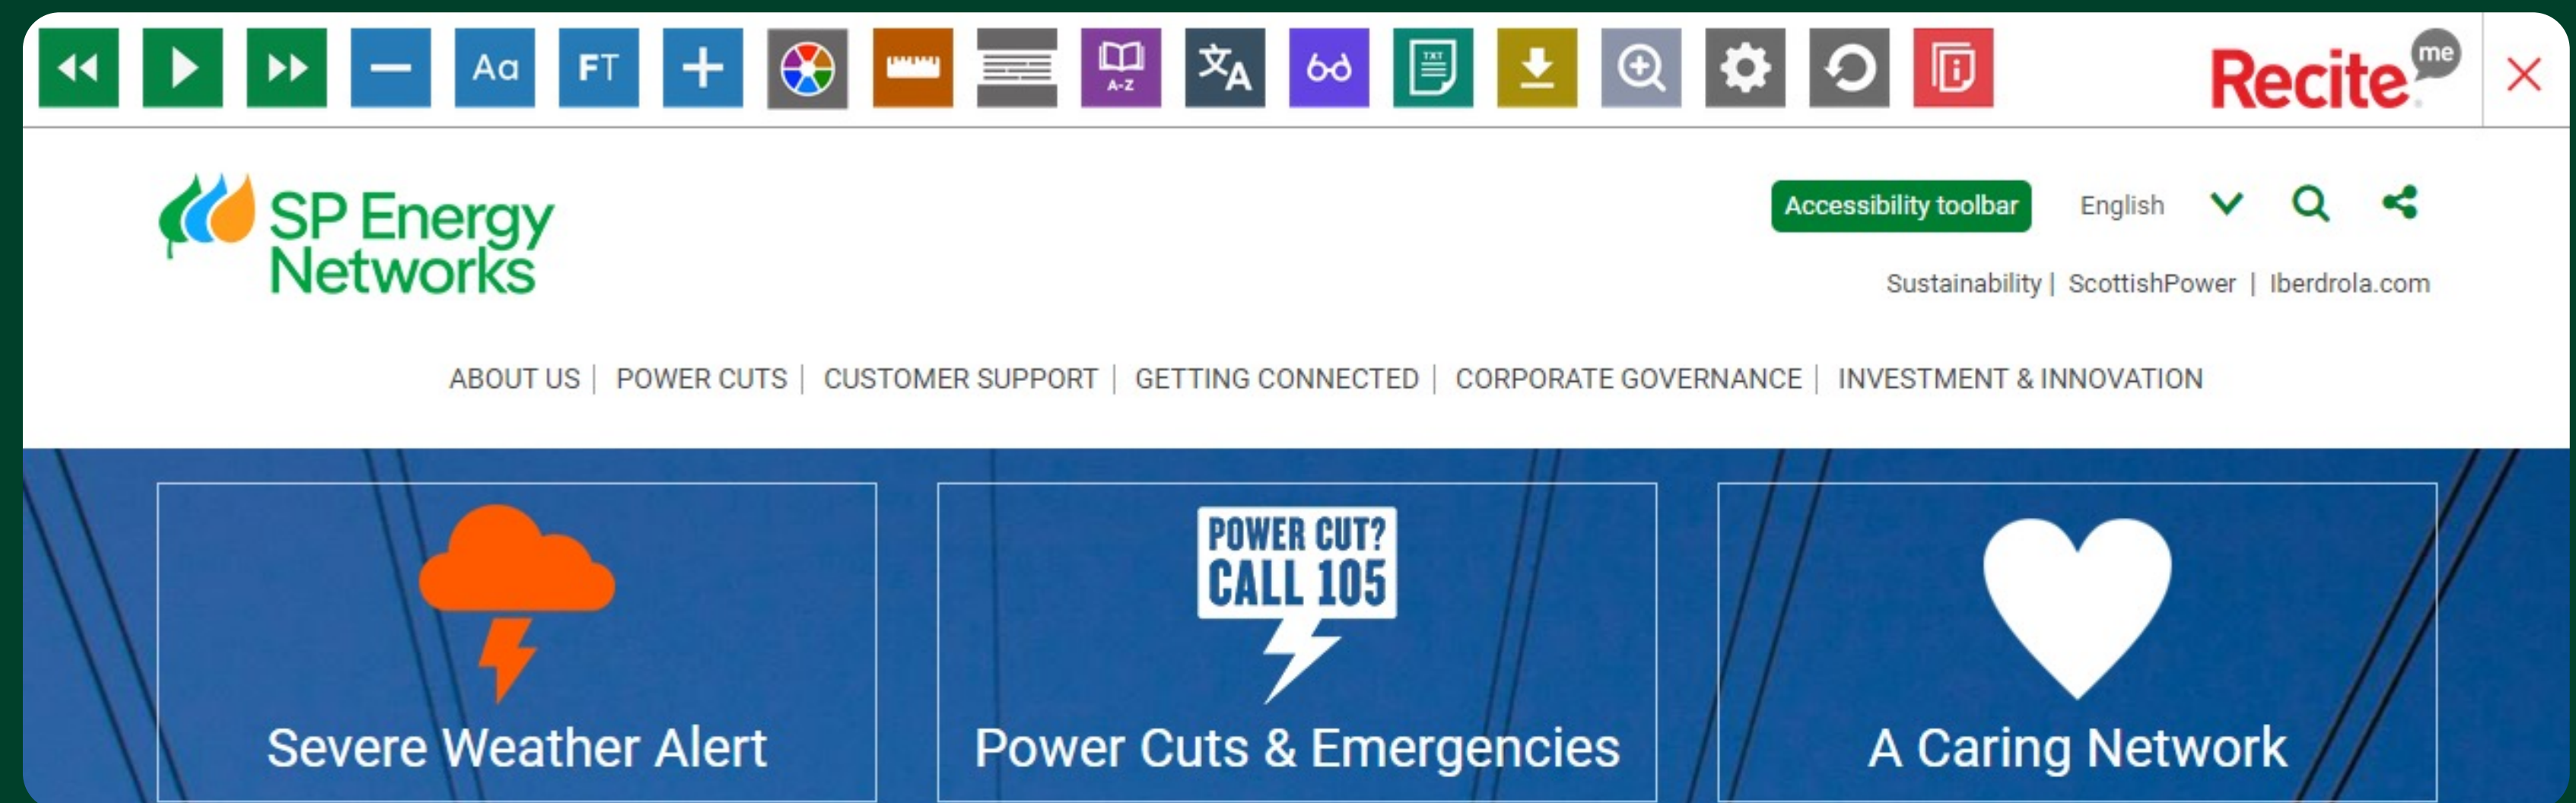 Aa FT A-Z 文A TXT Recite me
SP Energy
Networks
Accessibility toolbar English
Sustainability | ScottishPower | Iberdrola.com
ABOUT US | POWER CUTS | CUSTOMER SUPPORT | GETTING CONNECTED | CORPORATE GOVERNANCE | INVESTMENT & INNOVATION
POWER CUT?
CALL 105
Severe Weather Alert
Power Cuts & Emergencies
A Caring Network